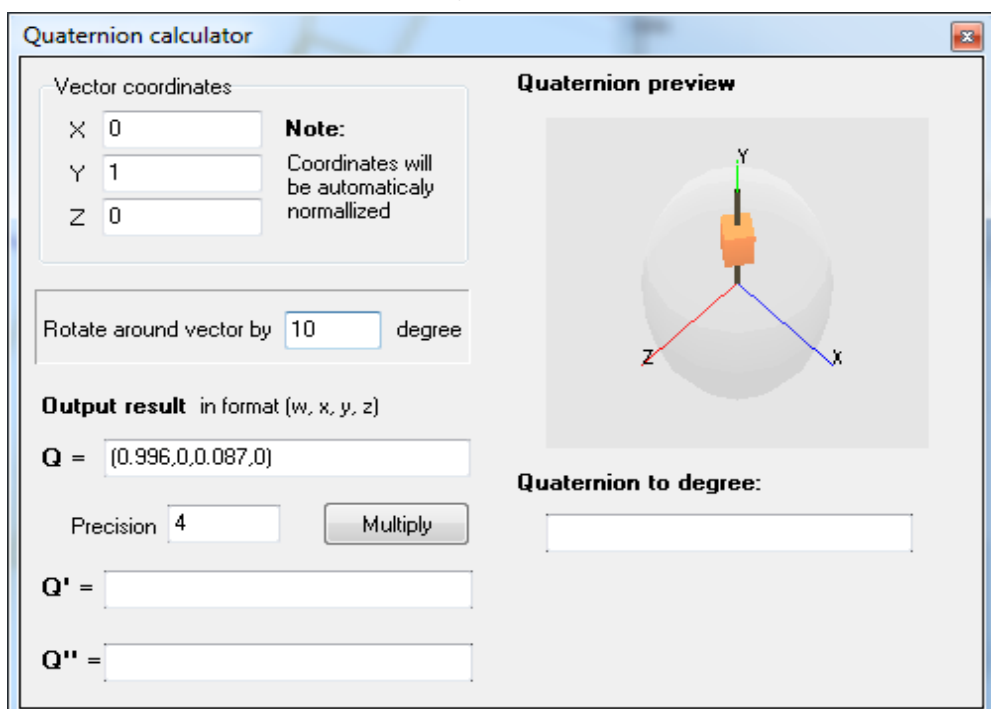 Quaternion calculator
Vector coordinates
X 0
Y 1
Z 0
Note:
Coordinates will
be automaticaly
normallized
Rotate around vector by 10 degree
Output result in format (w, x, y, z)
Q = (0.996,0,0.087,0)
Precision 4 Multiply
Q' =
Q'' =
Quaternion preview
Y
Z
X
Quaternion to degree: